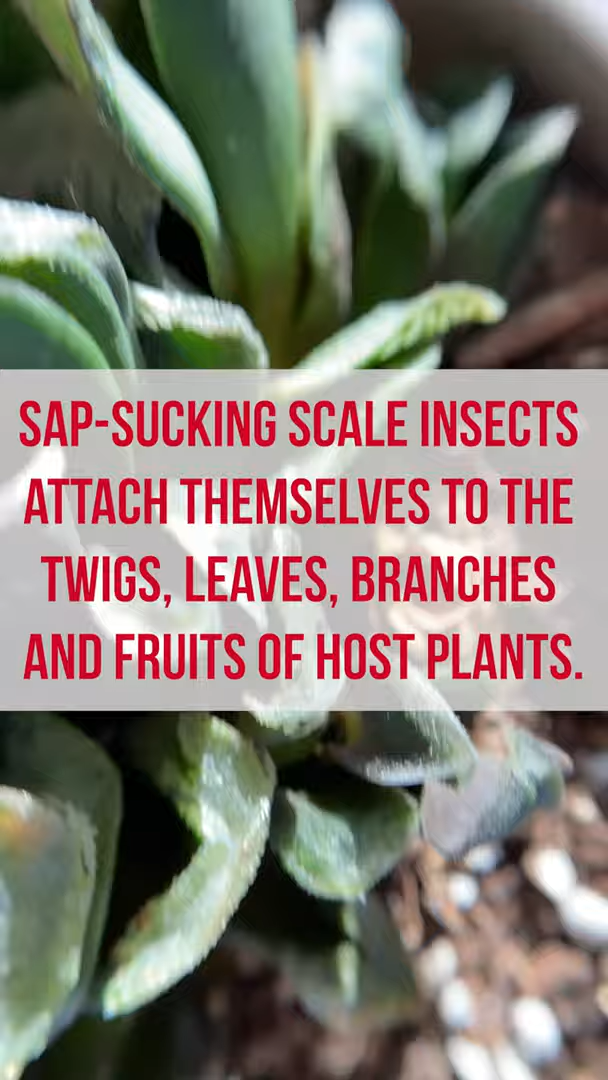 SAP-SUCKING SCALE INSECTS
ATTACH THEMSELVES TO THE
TWIGS, LEAVES, BRANCHES
AND FRUITS OF HOST PLANTS.